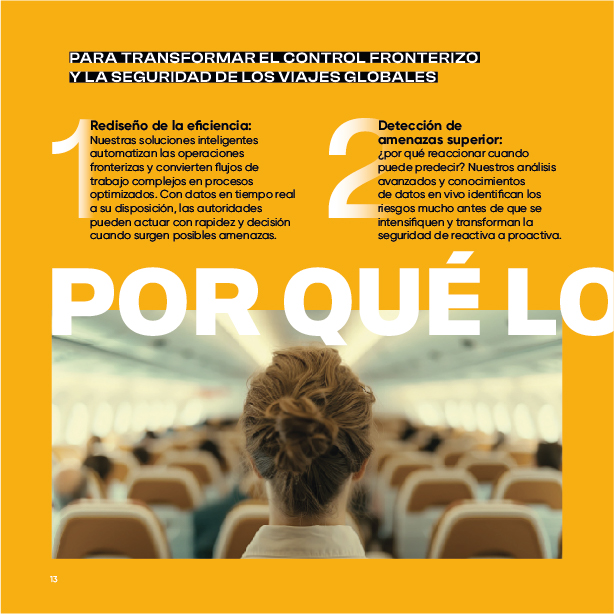 PARA TRANSFORMAR EL CONTROL FRONTERIZO
Y LA SEGURIDAD DE LOS VIAJES GLOBALES
1
Rediseño de la eficiencia:
Nuestras soluciones inteligentes
automatizan las operaciones
fronterizas y convierten flujos de
trabajo complejos en procesos
optimizados. Con datos en tiempo real
a su disposición, las autoridades
pueden actuar con rapidez y decisión
cuando surgen posibles amenazas.
2
Detección de
amenazas superior:
¿por qué reaccionar cuando
puede predecir? Nuestros análisis
avanzados y conocimientos
de datos en vivo identifican los
riesgos mucho antes de que se
intensifiquen y transforman la
seguridad de reactiva a proactiva.
POR QUÉ LO
13